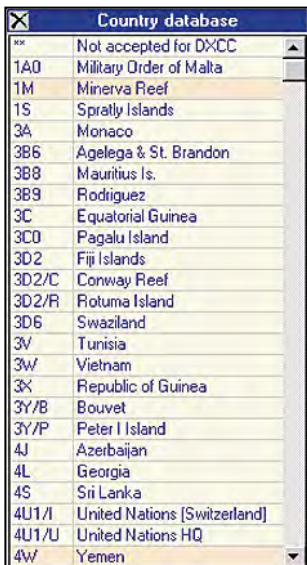 Country database
** Not accepted for DXCC
1A0 Military Order of Malta
1M Minerva Reef
1S Spratly Islands
3A Monaco
3B6 Agelega & St. Brandon
3B8 Mauritius Is.
3B9 Rodriguez
3C Equatorial Guinea
3C0 Pagalu Island
3D2 Fiji Islands
3D2/C Conway Reef
3D2/R Rotuma Island
3D6 Swaziland
3V Tunisia
3W Vietnam
3X Republic of Guinea
3Y/B Bouvet
3Y/P Peter I Island
4J Azerbaijan
4L Georgia
4S Sri Lanka
4U1/I United Nations [Switzerland]
4U1/U United Nations HQ
4W Yemen